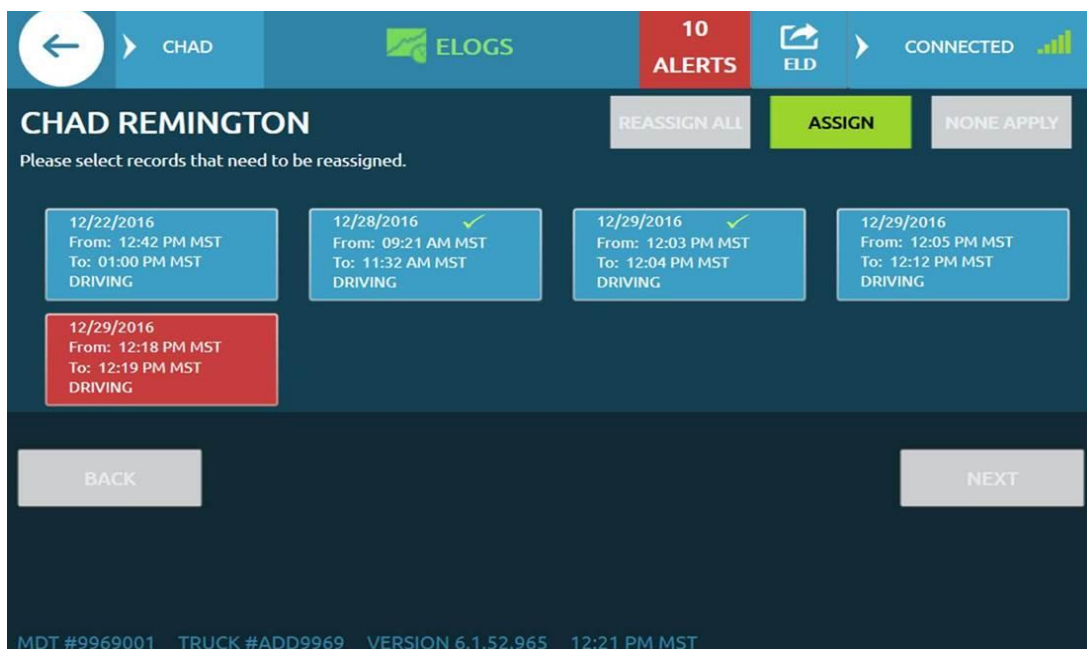 CHAD
ELOGS
10
ALERTS
ELD
CONNECTED
CHAD REMINGTON
REASSIGN ALL
ASSIGN
NONE APPLY
Please select records that need to be reassigned.
12/22/2016
From: 12:42 PM MST
To: 01:00 PM MST
DRIVING
12/28/2016
From: 09:21 AM MST
To: 11:32 AM MST
DRIVING
12/29/2016
From: 12:03 PM MST
To: 12:04 PM MST
DRIVING
12/29/2016
From: 12:05 PM MST
To: 12:12 PM MST
DRIVING
12/29/2016
From: 12:18 PM MST
To: 12:19 PM MST
DRIVING
BACK
NEXT
MDT #9969001 TRUCK #ADD9969 VERSION 6.1.52.965 12:21 PM MST